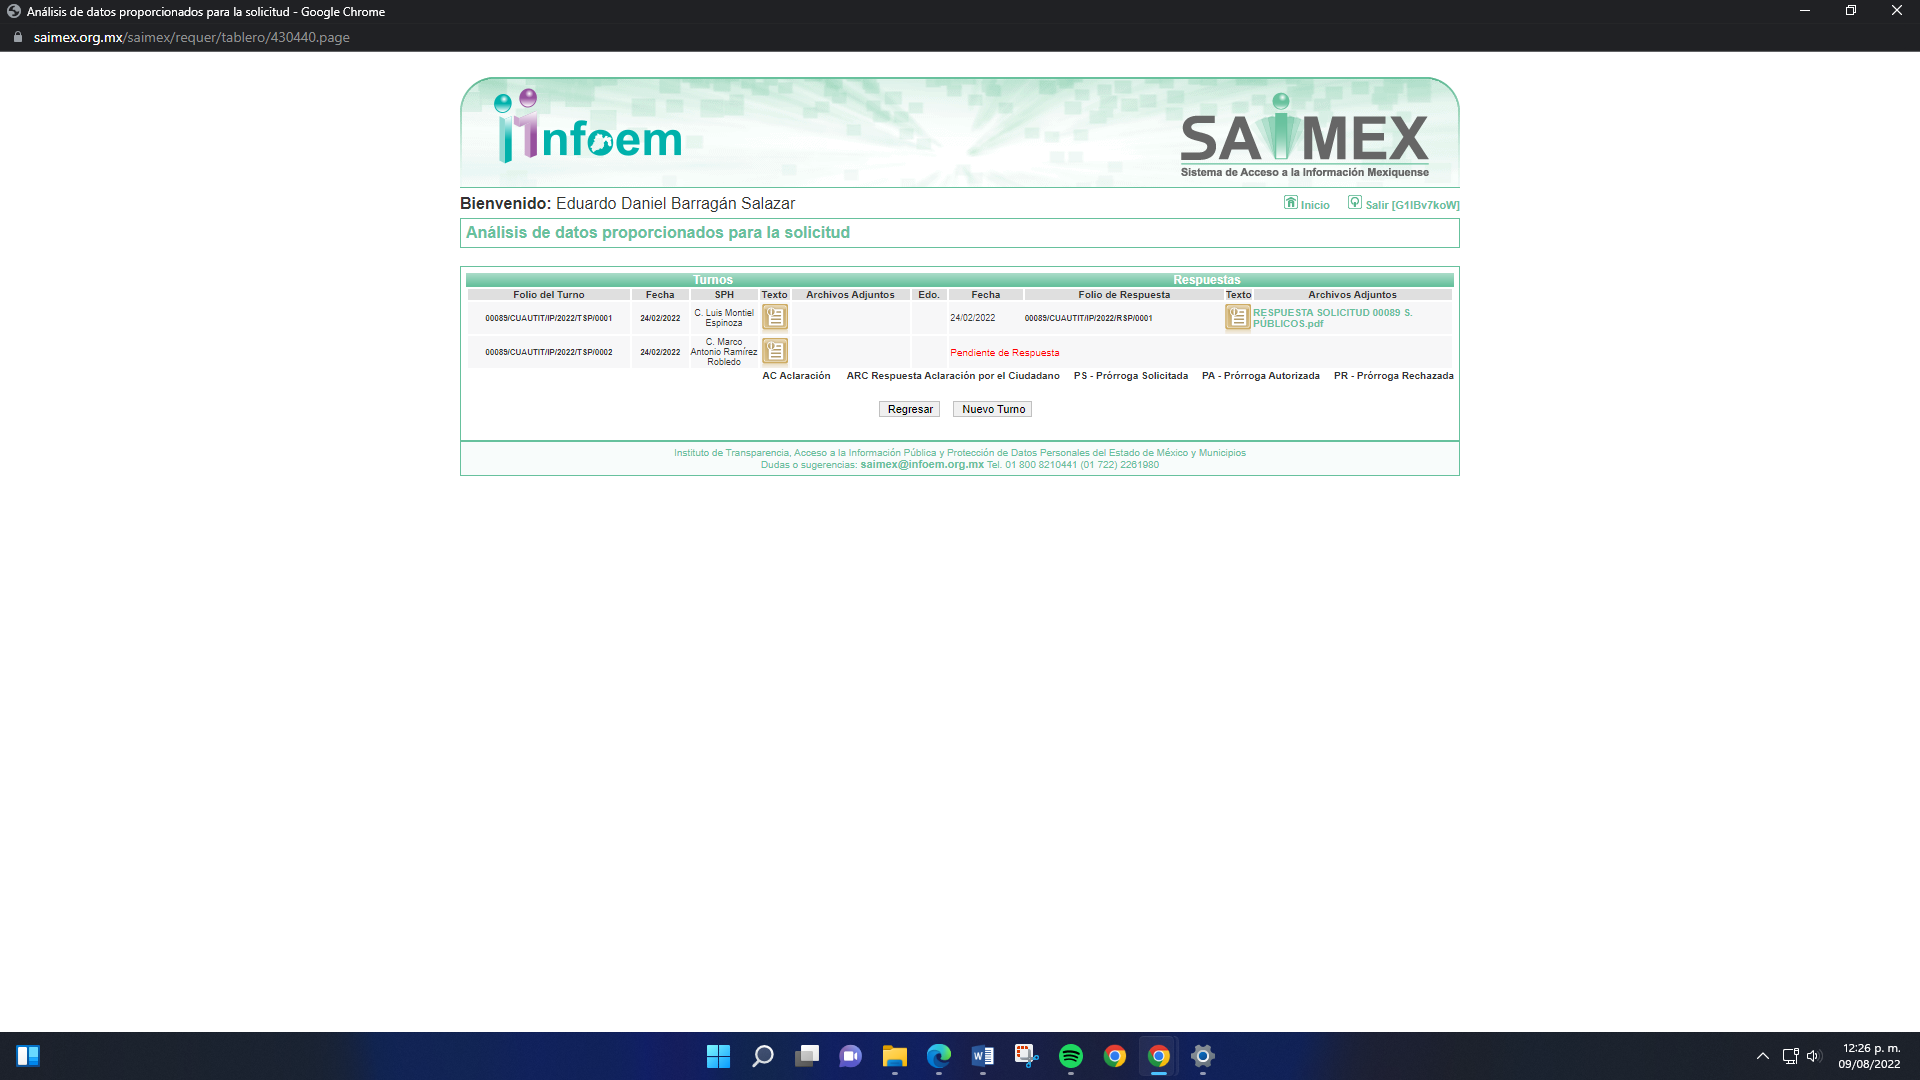 Análisis de datos proporcionados para la solicitud - Google Chrome
saimex.org.mx/saimex/requer/tablero/430440.page
infoem
SAIMEX
Sistema de Acceso a la Información Mexiquense
Bienvenido: Eduardo Daniel Barragán Salazar
Inicio Salir [G1IBv7koW]
Análisis de datos proporcionados para la solicitud
Turnos Respuestas
Folio del Turno Fecha SPH Texto Archivos Adjuntos Edo. Fecha Folio de Respuesta Texto Archivos Adjuntos
00089/CUAUTIT/IP/2022/TSP/0001 24/02/2022 C. Luis Montiel Espinoza 24/02/2022 00089/CUAUTIT/IP/2022/RSP/0001 RESPUESTA SOLICITUD 00089 S. PÚBLICOS.pdf
00089/CUAUTIT/IP/2022/TSP/0002 24/02/2022 C. Marco Antonio Ramírez Robledo Pendiente de Respuesta
AC Aclaración ARC Respuesta Aclaración por el Ciudadano PS - Prórroga Solicitada PA - Prórroga Autorizada PR - Prórroga Rechazada
Regresar Nuevo Turno
Instituto de Transparencia, Acceso a la Información Pública y Protección de Datos Personales del Estado de México y Municipios
Dudas o sugerencias: saimex@infoem.org.mx Tel. 01 800 8210441 (01 722) 2261980
12:26 p. m.
09/08/2022